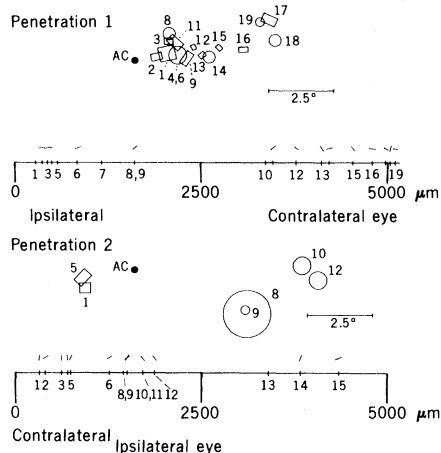 Penetration 1
8
11
19
17
3
12
15
16
18
AC
2
1
4,6
9
13
14
2.5°
1 3 5 6 7 8,9 10 12 13 15 16 19
0 2500 5000 μm
Ipsilateral Contralateral eye
Penetration 2
AC
5
1
10
12
8
9
2.5°
1 2 3 5 6 8,9 10,11 12 13 14 15
0 2500 5000 μm
Contralateral Ipsilateral eye